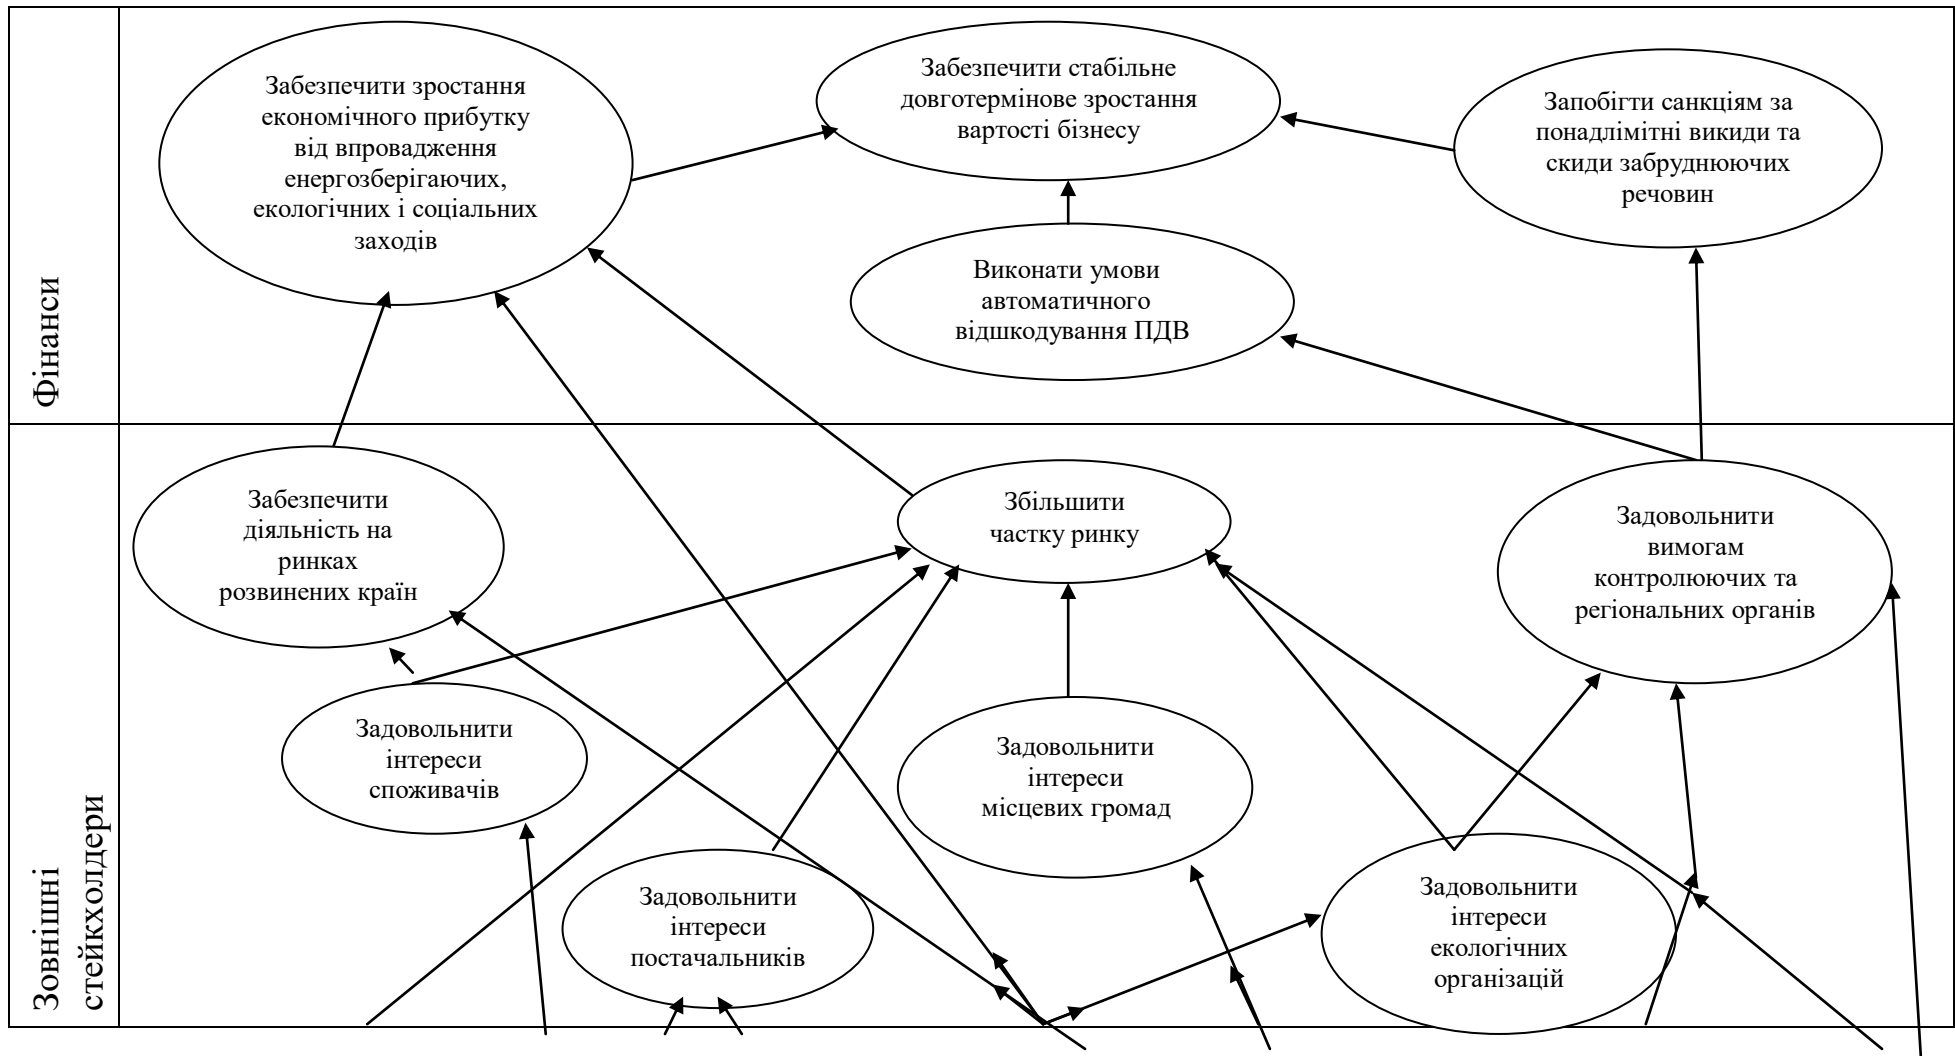 Фінанси
Забезпечити зростання
економічного прибутку
від впровадження
енергозберігаючих,
екологічних і соціальних
заходів
Забезпечити стабільне
довготермінове зростання
вартості бізнесу
Запобігти санкціям за
понадлімітні викиди та
скиди забруднюючих
речовин
Виконати умови
автоматичного
відшкодування ПДВ
Зовнішні
стейкхолдери
Забезпечити
діяльність на
ринках
розвинених країн
Збільшити
частку ринку
Задовольнити
вимогам
контролюючих та
регіональних органів
Задовольнити
інтереси
споживачів
Задовольнити
інтереси
місцевих громад
Задовольнити
інтереси
постачальників
Задовольнити
інтереси
екологічних
організацій